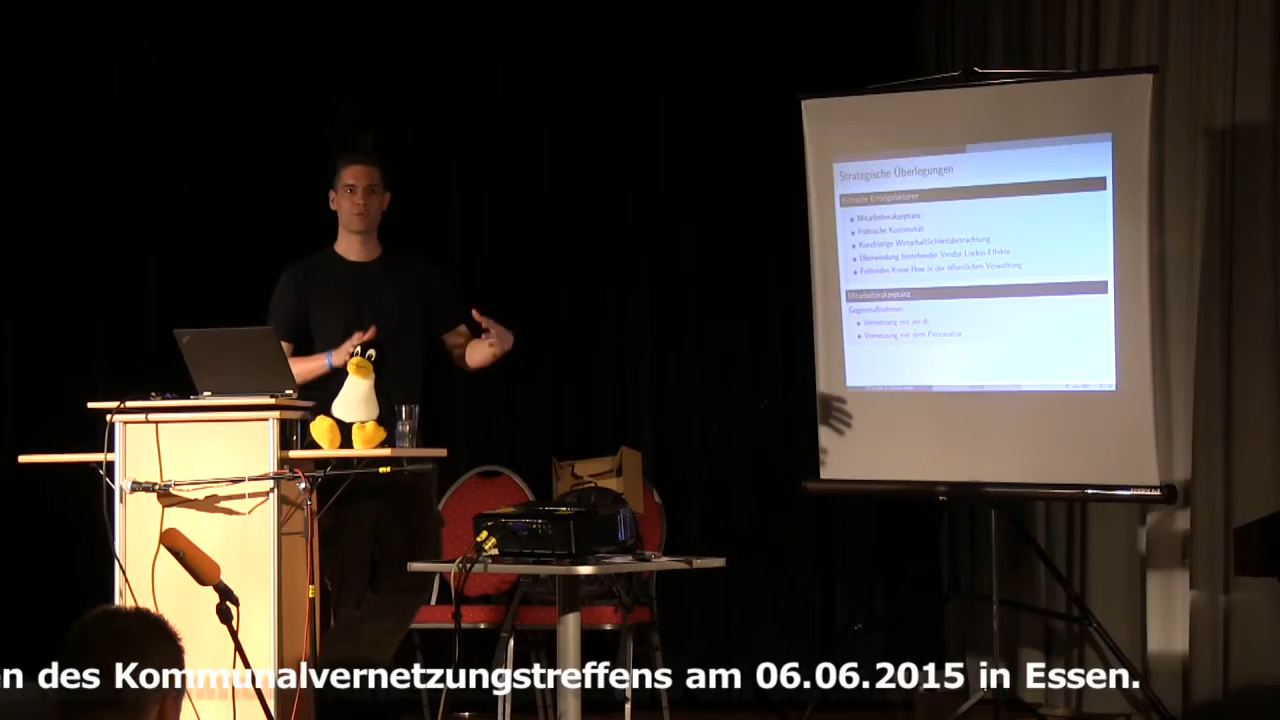 Strategische Überlegungen
Kritische Erfolgsfaktoren
Mitarbeiterakzeptanz
Politische Kontinuität
Kurzfristige Wirtschaftlichkeitsbetrachtung
Überwindung bestehender Vendor Lockin-Effekte
Fehlendes Know How in der öffentlichen Verwaltung
Mitarbeiterakzeptanz
Gegenmaßnahmen:
Vernetzung mit ver.di
Vernetzung mit dem Personalrat
en des Kommunalvernetzungstreffens am 06.06.2015 in Essen.